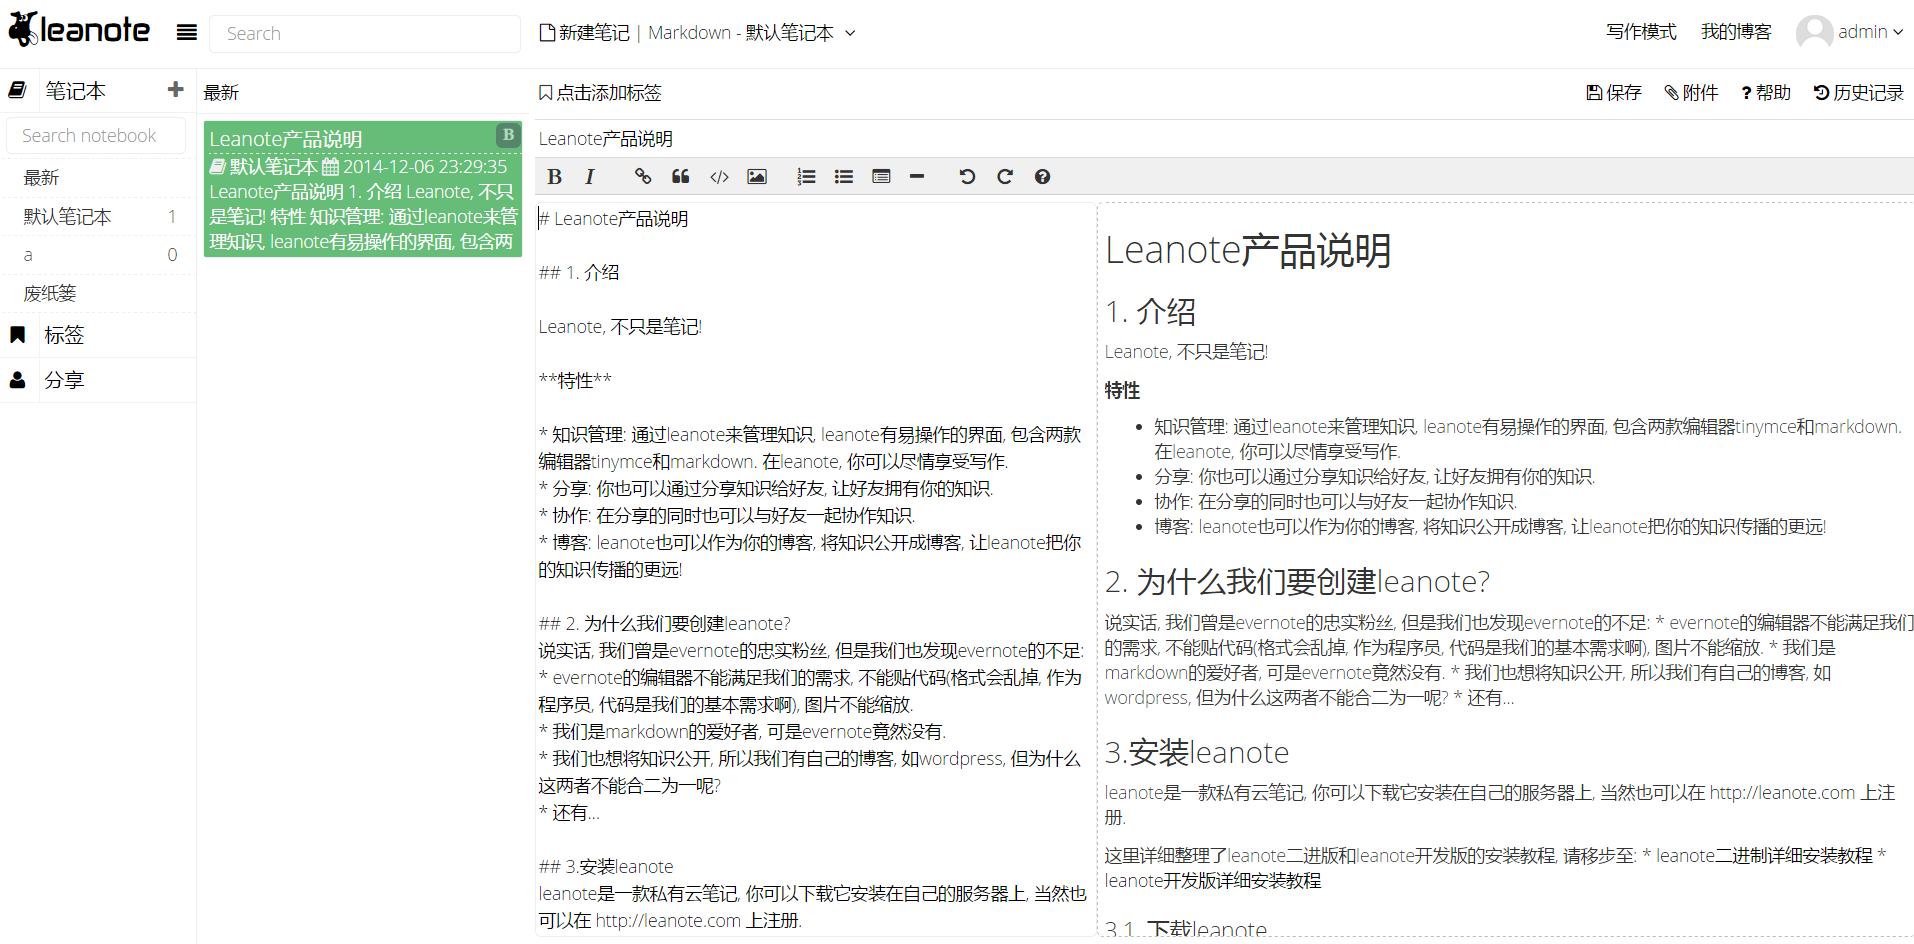 leanote
Search
新建笔记 | Markdown - 默认笔记本
写作模式
我的博客
admin
笔记本
Search notebook
最新
默认笔记本 1
a 0
废纸篓
标签
分享
最新
Leanote产品说明
B
默认笔记本 2014-12-06 23:29:35
Leanote产品说明 1. 介绍 Leanote, 不只
是笔记! 特性 知识管理: 通过leanote来管
理知识, leanote有易操作的界面, 包含两
点击添加标签
保存
附件
? 帮助
历史记录
Leanote产品说明
B I
# Leanote产品说明
## 1. 介绍
Leanote, 不只是笔记!
**特性**
* 知识管理: 通过leanote来管理知识, leanote有易操作的界面, 包含两款
编辑器tinymce和markdown. 在leanote, 你可以尽情享受写作.
* 分享: 你也可以通过分享知识给好友, 让好友拥有你的知识.
* 协作: 在分享的同时也可以与好友一起协作知识.
* 博客: leanote也可以作为你的博客, 将知识公开成博客, 让leanote把你
的知识传播的更远!
## 2. 为什么我们要创建leanote?
说实话, 我们曾是evernote的忠实粉丝, 但是我们也发现evernote的不足:
* evernote的编辑器不能满足我们的需求, 不能贴代码(格式会乱掉, 作为
程序员, 代码是我们的基本需求啊), 图片不能缩放.
* 我们是markdown的爱好者, 可是evernote竟然没有.
* 我们也想将知识公开, 所以我们有自己的博客, 如wordpress, 但为什么
这两者不能合二为一呢?
* 还有...
## 3.安装leanote
leanote是一款私有云笔记, 你可以下载它安装在自己的服务器上, 当然也
可以在 http://leanote.com 上注册.
Leanote产品说明
1. 介绍
Leanote, 不只是笔记!
特性
• 知识管理: 通过leanote来管理知识, leanote有易操作的界面, 包含两款编辑器tinymce和markdown.
在leanote, 你可以尽情享受写作.
• 分享: 你也可以通过分享知识给好友, 让好友拥有你的知识.
• 协作: 在分享的同时也可以与好友一起协作知识.
• 博客: leanote也可以作为你的博客, 将知识公开成博客, 让leanote把你的知识传播的更远!
2. 为什么我们要创建leanote?
说实话, 我们曾是evernote的忠实粉丝, 但是我们也发现evernote的不足: * evernote的编辑器不能满足我们
的需求, 不能贴代码(格式会乱掉, 作为程序员, 代码是我们的基本需求啊), 图片不能缩放. * 我们是
markdown的爱好者, 可是evernote竟然没有. * 我们也想将知识公开, 所以我们有自己的博客, 如
wordpress, 但为什么这两者不能合二为一呢? * 还有...
3.安装leanote
leanote是一款私有云笔记, 你可以下载它安装在自己的服务器上, 当然也可以在 http://leanote.com 上注
册.
这里详细整理了leanote二进版和leanote开发版的安装教程, 请移步至: * leanote二进制详细安装教程 *
leanote开发版详细安装教程
3.1. 下载leanote